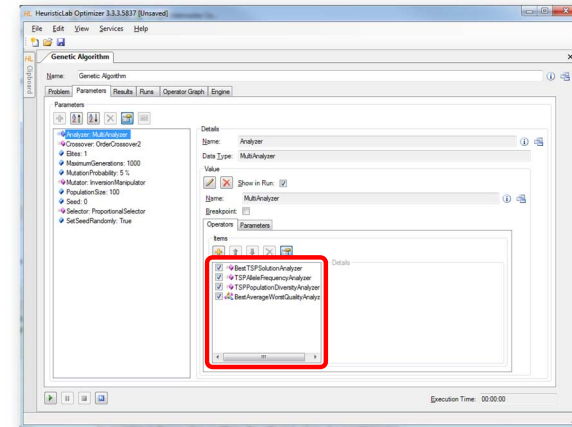 HL HeuristicLab Optimizer 3.3.3.5837 [Unsaved]
File Edit View Services Help
HL Genetic Algorithm
Clipboard
Name: Genetic Algorithm
Problem Parameters Results Runs Operator Graph Engine
Parameters
Analyzer: MultiAnalyzer
Crossover: OrderCrossover2
Elites: 1
MaximumGenerations: 1000
MutationProbability: 5 %
Mutator: InversionManipulator
PopulationSize: 100
Seed: 0
Selector: ProportionalSelector
SetSeedRandomly: True
Details
Name: Analyzer
Data Type: MultiAnalyzer
Value
Show in Run:
Name: MultiAnalyzer
Breakpoint:
Operators Parameters
Items
BestTSPSolutionAnalyzer
TSPAlleleFrequencyAnalyzer
TSPPopulationDiversityAnalyzer
BestAverageWorstQualityAnalyz
Details
Execution Time: 00:00:00